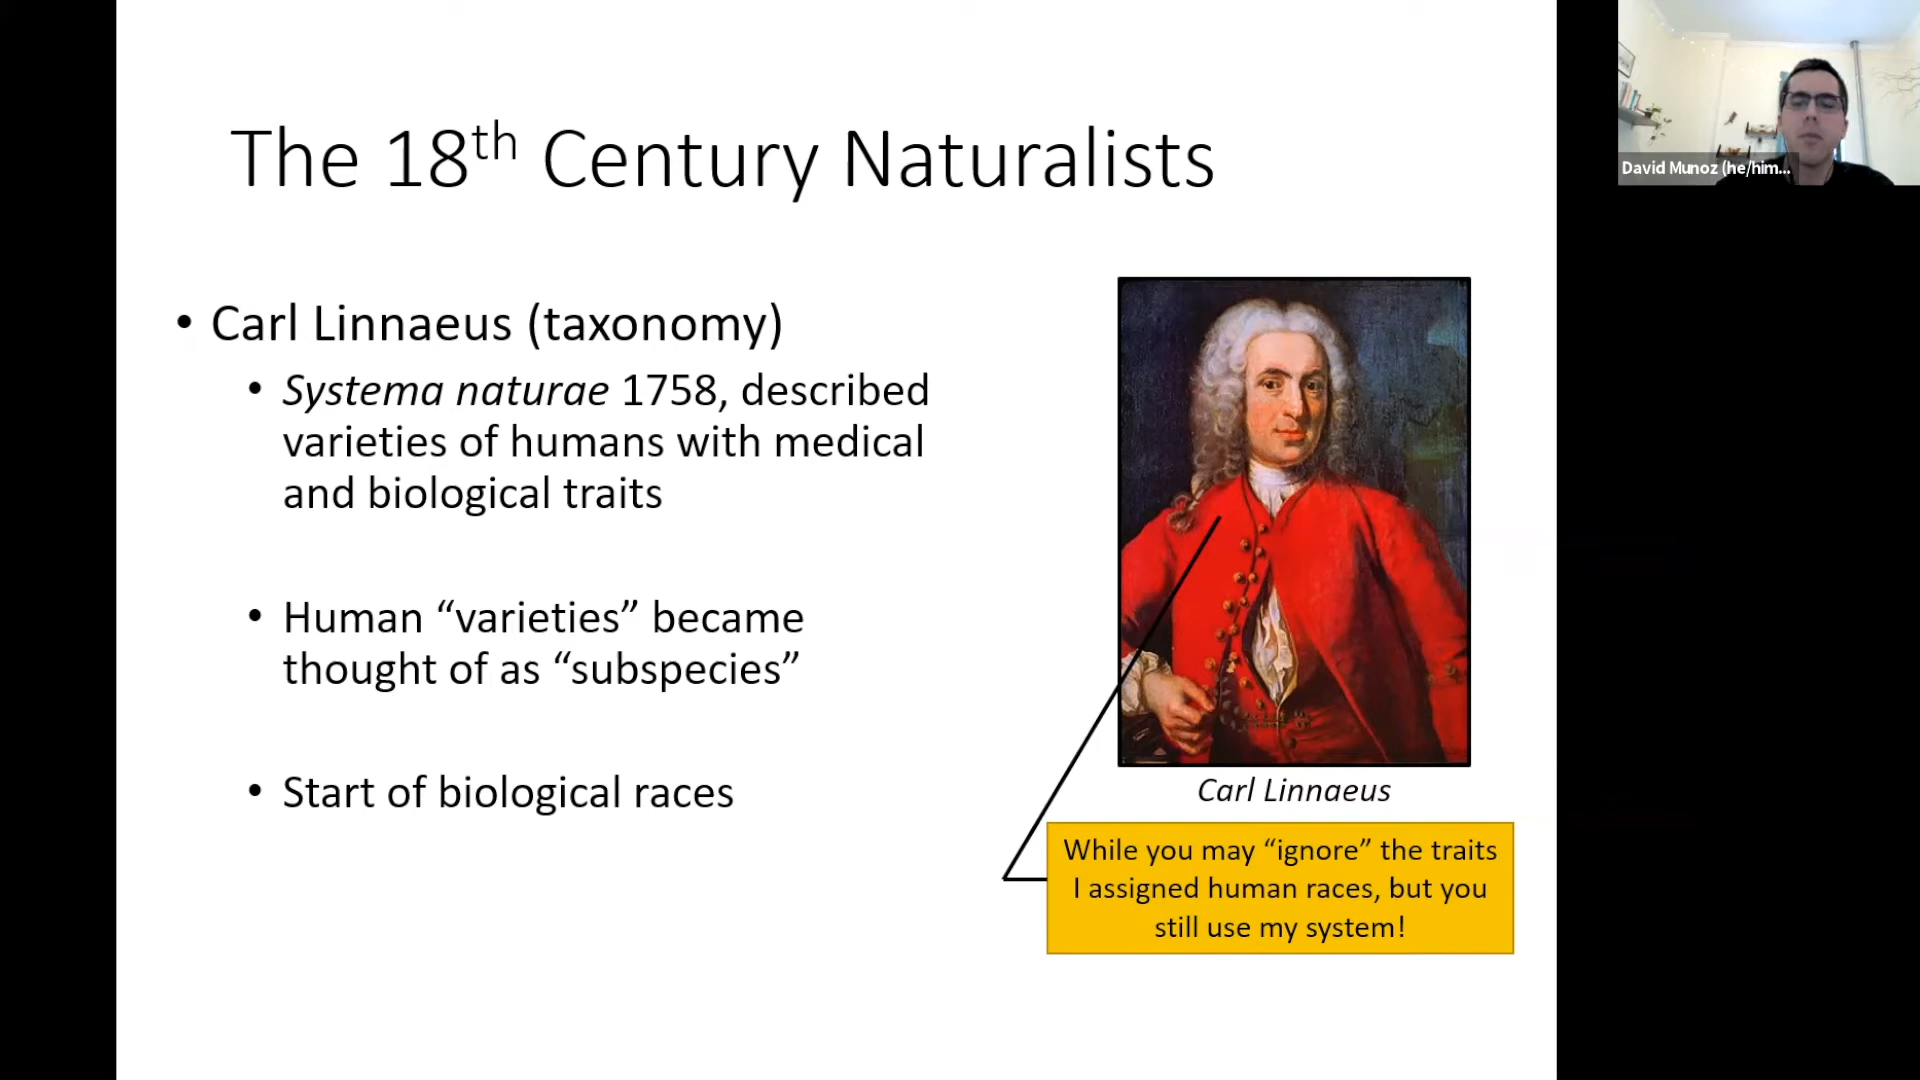 The 18th Century Naturalists
• Carl Linnaeus (taxonomy)
• Systema naturae 1758, described
varieties of humans with medical
and biological traits
• Human “varieties” became
thought of as “subspecies”
• Start of biological races
Carl Linnaeus
While you may “ignore” the traits
I assigned human races, but you
still use my system!
David Munoz (he/him...